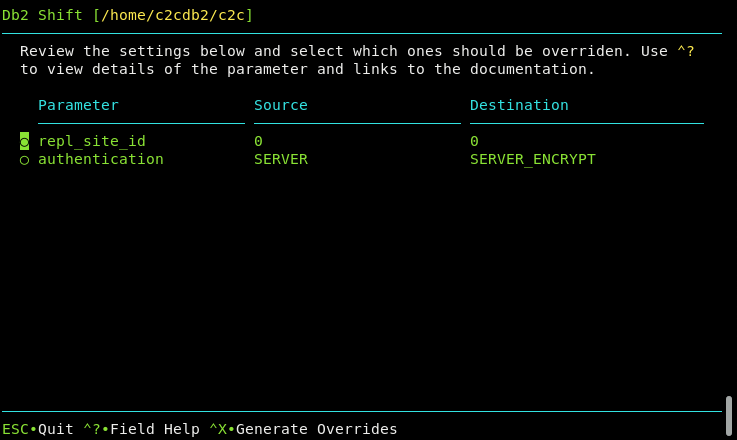 Db2 Shift [/home/c2cdb2/c2c]
Review the settings below and select which ones should be overriden. Use ^?
to view details of the parameter and links to the documentation.
Parameter Source Destination
○ repl_site_id 0 0
○ authentication SERVER SERVER_ENCRYPT
ESC•Quit ^?•Field Help ^X•Generate Overrides